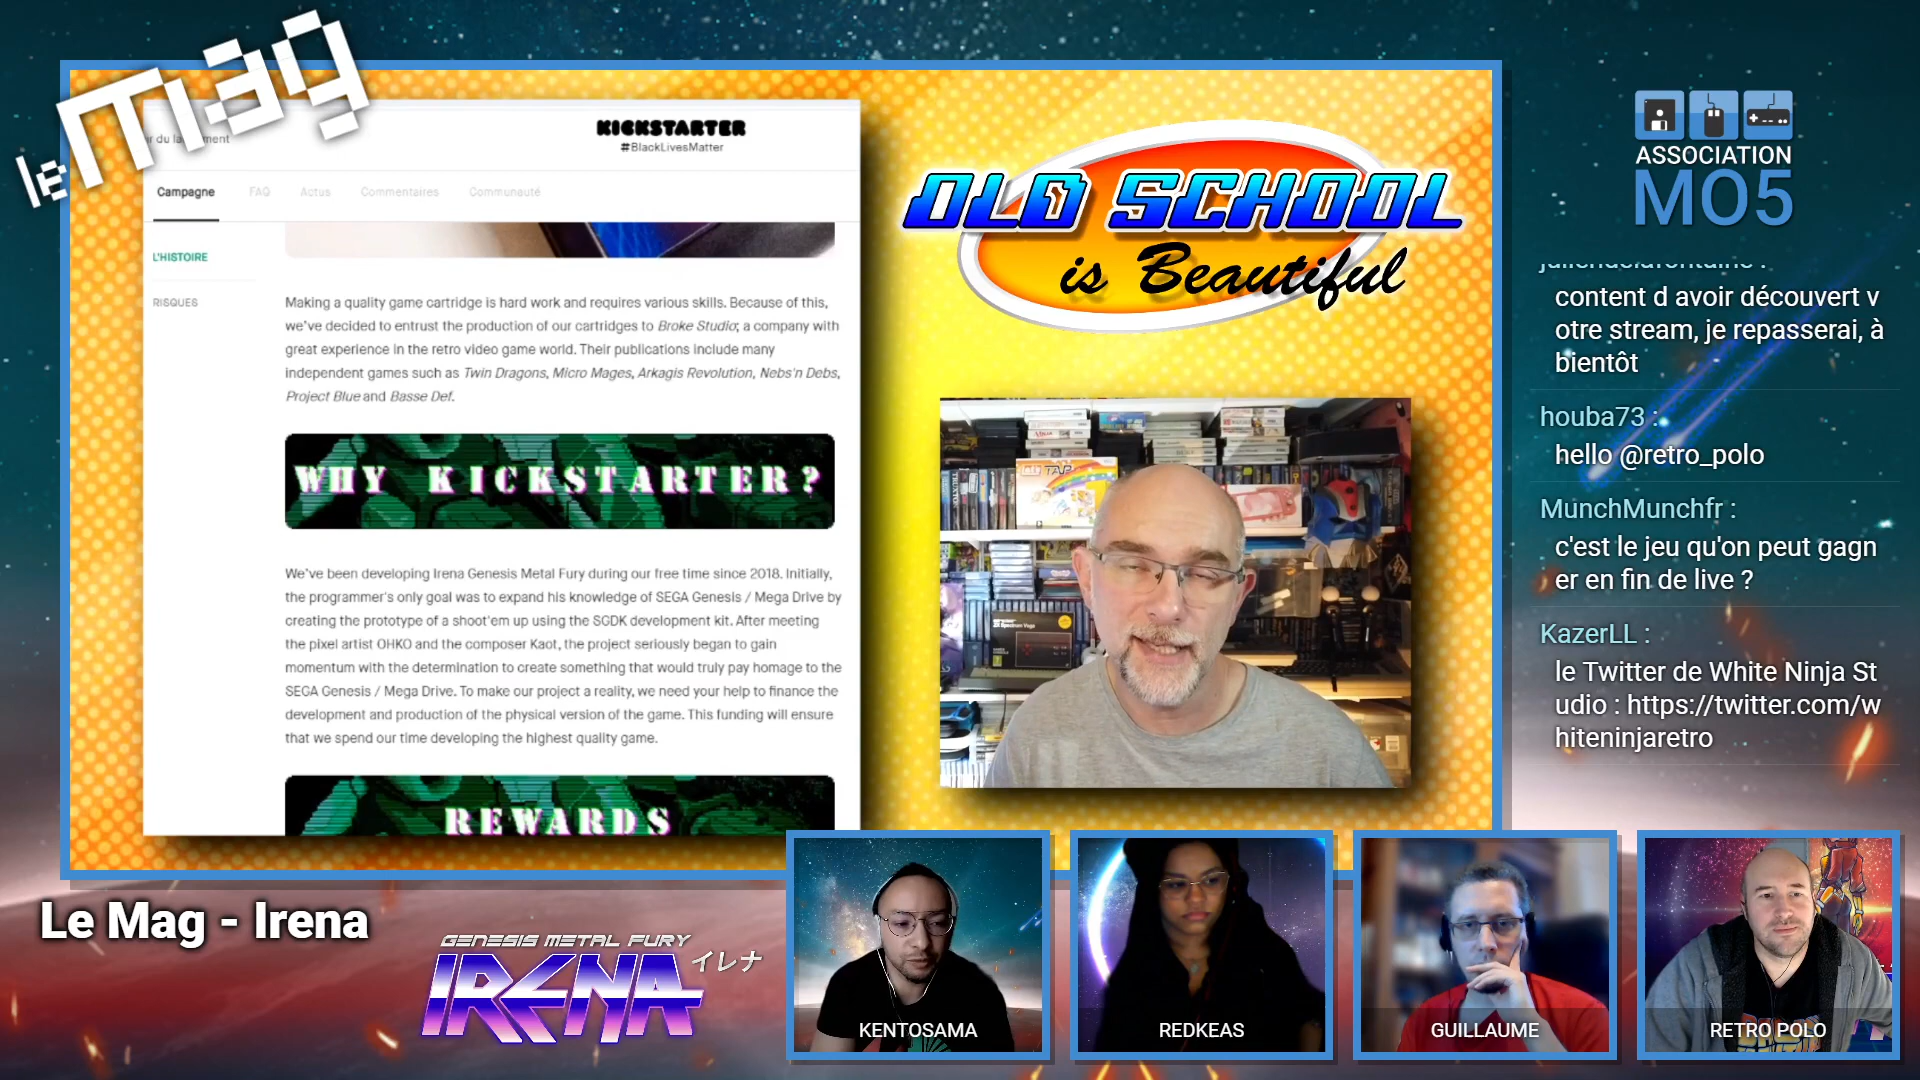 le Mag
KICKSTARTER
#BlackLivesMatter
Campagne
FAQ
Actus
Commentaires
Communauté
L'HISTOIRE
RISQUES
Making a quality game cartridge is hard work and requires various skills. Because of this,
we've decided to entrust the production of our cartridges to Broke Studio; a company with
great experience in the retro video game world. Their publications include many
independent games such as Twin Dragons, Micro Mages, Arkagis Revolution, Nebs'n Debs,
Project Blue and Basse Def.
WHY KICKSTARTER?
We've been developing Irena Genesis Metal Fury during our free time since 2018. Initially,
the programmer's only goal was to expand his knowledge of SEGA Genesis / Mega Drive by
creating the prototype of a shoot'em up using the SGDK development kit. After meeting
the pixel artist OHKO and the composer Kaot, the project seriously began to gain
momentum with the determination to create something that would truly pay homage to the
SEGA Genesis / Mega Drive. To make our project a reality, we need your help to finance the
development and production of the physical version of the game. This funding will ensure
that we spend our time developing the highest quality game.
REWARDS
OLD SCHOOL
is Beautiful
TAP
ASSOCIATION
MO5
content d avoir découvert v
otre stream, je repasserai, à
bientôt
houba73 :
hello @retro_polo
MunchMunchfr :
c'est le jeu qu'on peut gagn
er en fin de live ?
KazerLL :
le Twitter de White Ninja St
udio : https://twitter.com/w
hiteninjaretro
Le Mag - Irena
GENESIS METAL FURY
IRENA
イレナ
KENTOSAMA
REDKEAS
GUILLAUME
RETRO POLO